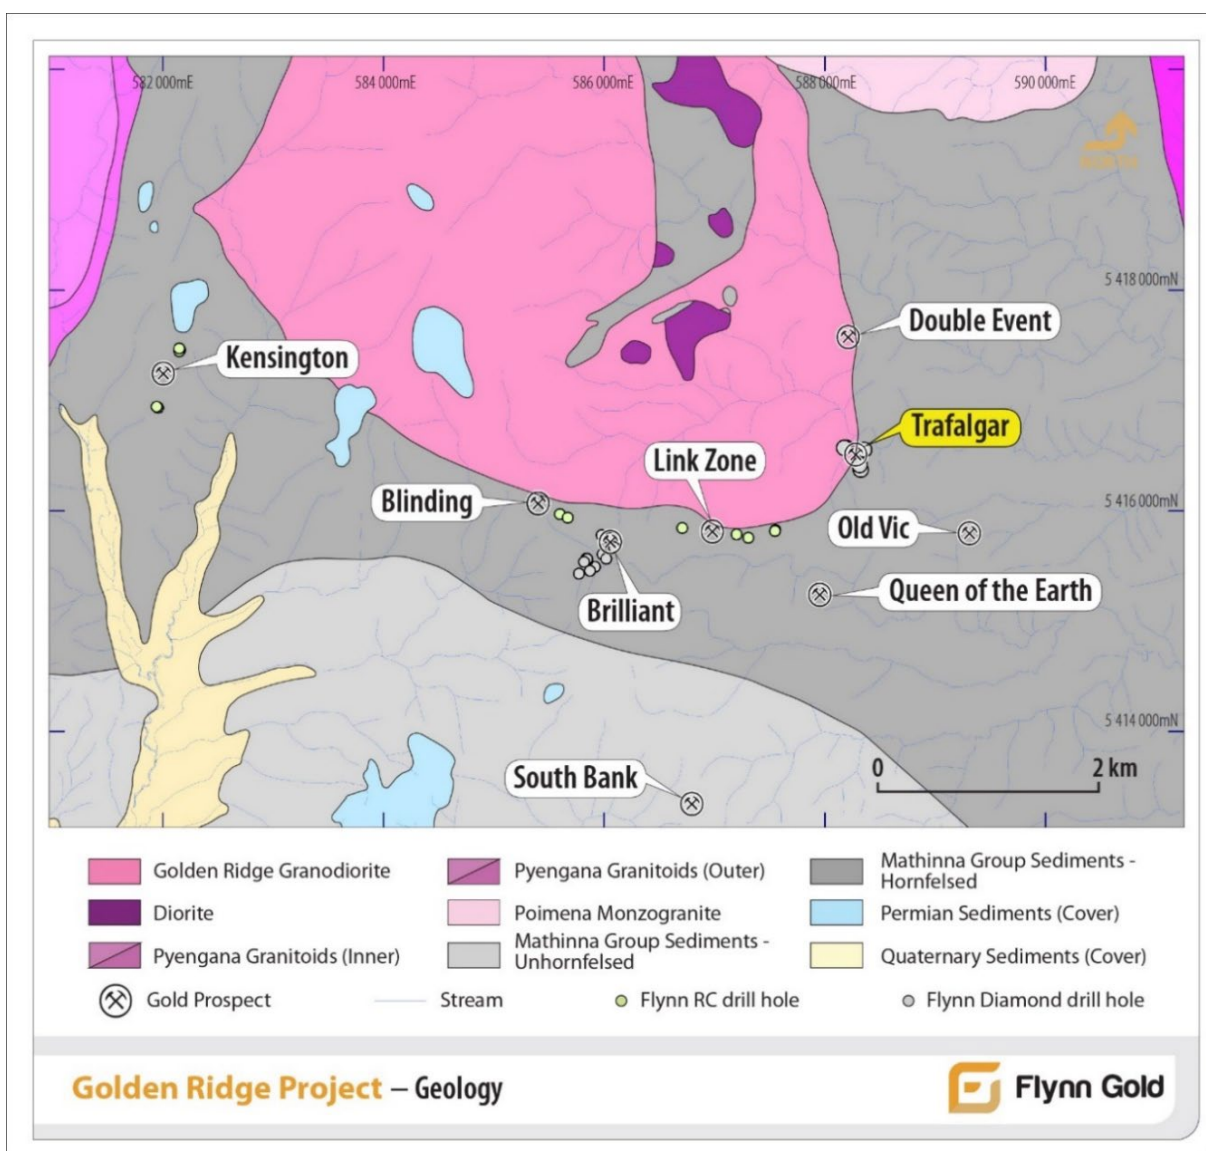 582 000mE
584 000mE
586 000mE
588 000mE
590 000mE
NORTH
5 418 000mN
Double Event
Kensington
Trafalgar
Link Zone
Blinding
5 416 000mN
Old Vic
Queen of the Earth
Brilliant
5 414 000mN
South Bank
0
2 km
Golden Ridge Granodiorite
Pyengana Granitoids (Outer)
Mathinna Group Sediments -
Hornfelsed
Diorite
Poimena Monzogranite
Permian Sediments (Cover)
Pyengana Granitoids (Inner)
Mathinna Group Sediments -
Unhornfelsed
Quaternary Sediments (Cover)
Gold Prospect
Stream
Flynn RC drill hole
Flynn Diamond drill hole
Golden Ridge Project – Geology
Flynn Gold